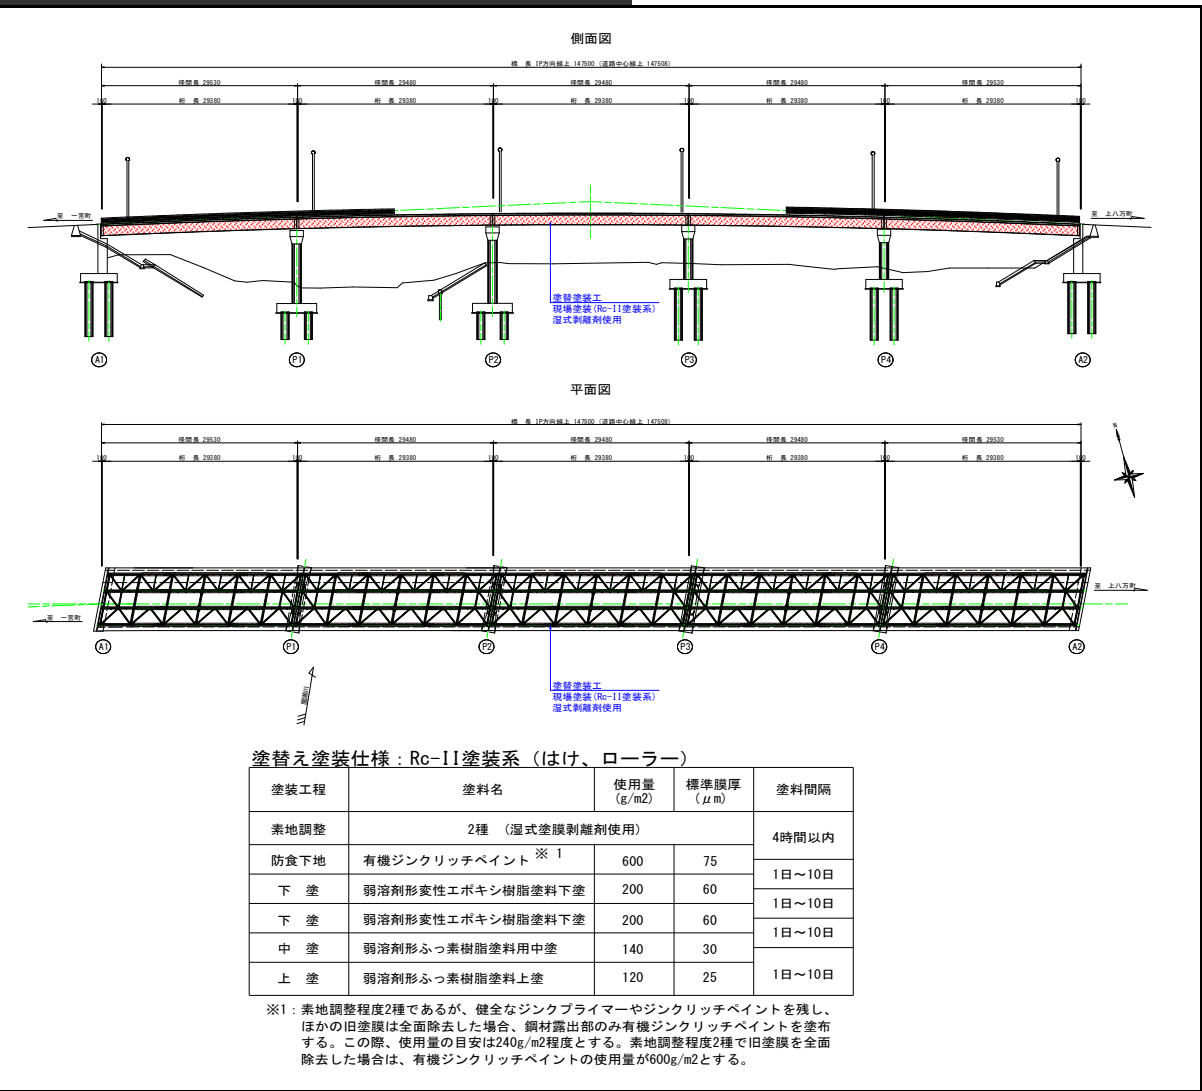 側面図
橋 長 IP方向線上 147500 (道路中心線上 147508)
径間長 29530 径間長 29480 径間長 29480 径間長 29480 径間長 29530
100 桁 長 29380 100 桁 長 29380 100 桁 長 29380 100 桁 長 29380 100 桁 長 29380 100
至 一宮町
至 上八万町
塗替塗装工
現場塗装(Rc-II塗装系)
湿式剥離剤使用
A1 P1 P2 P3 P4 A2
平面図
橋 長 IP方向線上 147500 (道路中心線上 147508)
径間長 29530 径間長 29480 径間長 29480 径間長 29480 径間長 29530
100 桁 長 29380 100 桁 長 29380 100 桁 長 29380 100 桁 長 29380 100 桁 長 29380 100
N
至 上八万町
至 一宮町
A1 P1 P2 P3 P4 A2
塗替塗装工
現場塗装(Rc-II塗装系)
湿式剥離剤使用
塗替え塗装仕様：Rc-II塗装系（はけ、ローラー）
塗装工程 塗料名 使用量(g/m2) 標準膜厚(μm) 塗料間隔
素地調整 2種 （湿式塗膜剥離剤使用） 4時間以内
防食下地 有機ジンクリッチペイント※1 600 75 1日～10日
下 塗 弱溶剤形変性エポキシ樹脂塗料下塗 200 60 1日～10日
下 塗 弱溶剤形変性エポキシ樹脂塗料下塗 200 60 1日～10日
中 塗 弱溶剤形ふっ素樹脂塗料用中塗 140 30 1日～10日
上 塗 弱溶剤形ふっ素樹脂塗料上塗 120 25
※1：素地調整程度2種であるが、健全なジンクプライマーやジンクリッチペイントを残し、
ほかの旧塗膜は全面除去した場合、鋼材露出部のみ有機ジンクリッチペイントを塗布
する。この際、使用量の目安は240g/m2程度とする。素地調整程度2種で旧塗膜を全面
除去した場合は、有機ジンクリッチペイントの使用量が600g/m2とする。